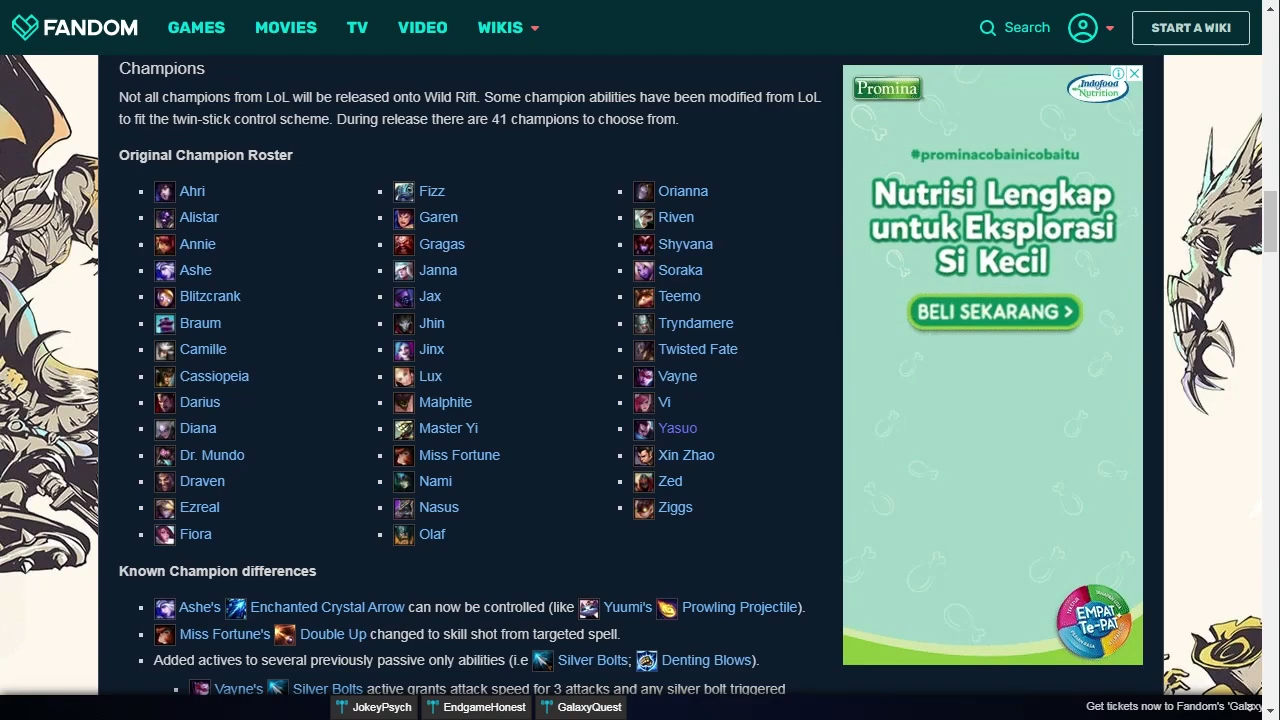 FANDOM GAMES MOVIES TV VIDEO WIKIS Search START A WIKI
Champions
Not all champions from LoL will be released to Wild Rift. Some champion abilities have been modified from LoL
to fit the twin-stick control scheme. During release there are 41 champions to choose from.
Original Champion Roster
Ahri
Alistar
Annie
Ashe
Blitzcrank
Braum
Camille
Cassiopeia
Darius
Diana
Dr. Mundo
Draven
Ezreal
Fiora
Fizz
Garen
Gragas
Janna
Jax
Jhin
Jinx
Lux
Malphite
Master Yi
Miss Fortune
Nami
Nasus
Olaf
Orianna
Riven
Shyvana
Soraka
Teemo
Tryndamere
Twisted Fate
Vayne
Vi
Yasuo
Xin Zhao
Zed
Ziggs
Known Champion differences
Ashe's Enchanted Crystal Arrow can now be controlled (like Yuumi's Prowling Projectile).
Miss Fortune's Double Up changed to skill shot from targeted spell.
Added actives to several previously passive only abilities (i.e Silver Bolts; Denting Blows).
Vayne's Silver Bolts active grants attack speed for 3 attacks and any silver bolt triggered
Promina
Indofood
Nutrition
#prominacobainicobaitu
Nutrisi Lengkap
untuk Eksplorasi
Si Kecil
BELI SEKARANG >
EMPAT
Te-PAT
JokeyPsych EndgameHonest GalaxyQuest
Get tickets now to Fandom's 'Galaxy